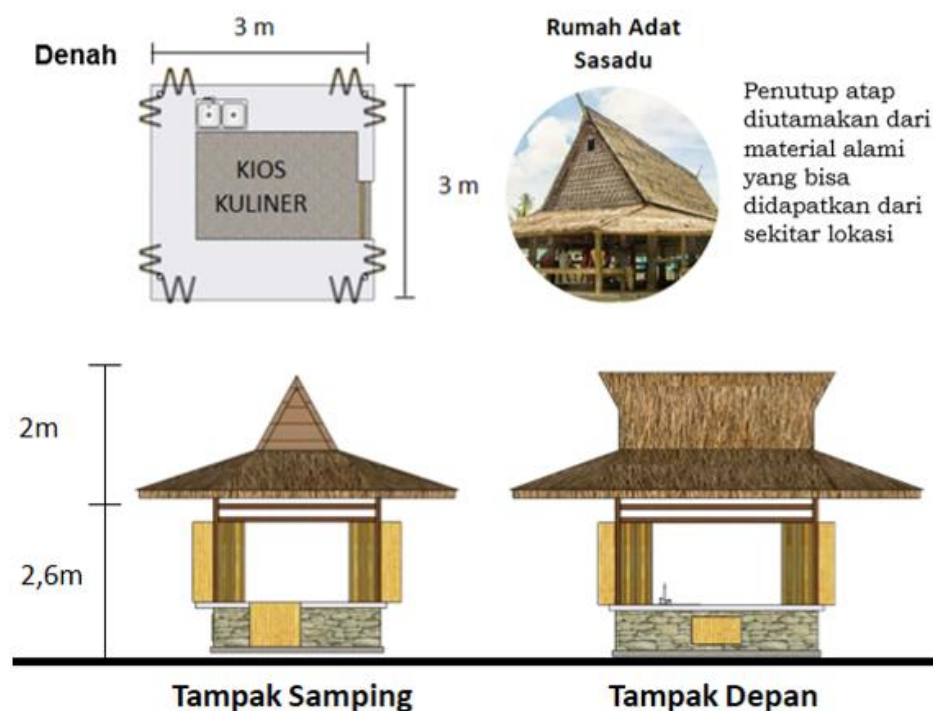 Denah
3 m
3 m
KIOS
KULINER
Rumah Adat
Sasadu
Penutup atap
diutamakan dari
material alami
yang bisa
didapatkan dari
sekitar lokasi
2m
2,6m
Tampak Samping
Tampak Depan